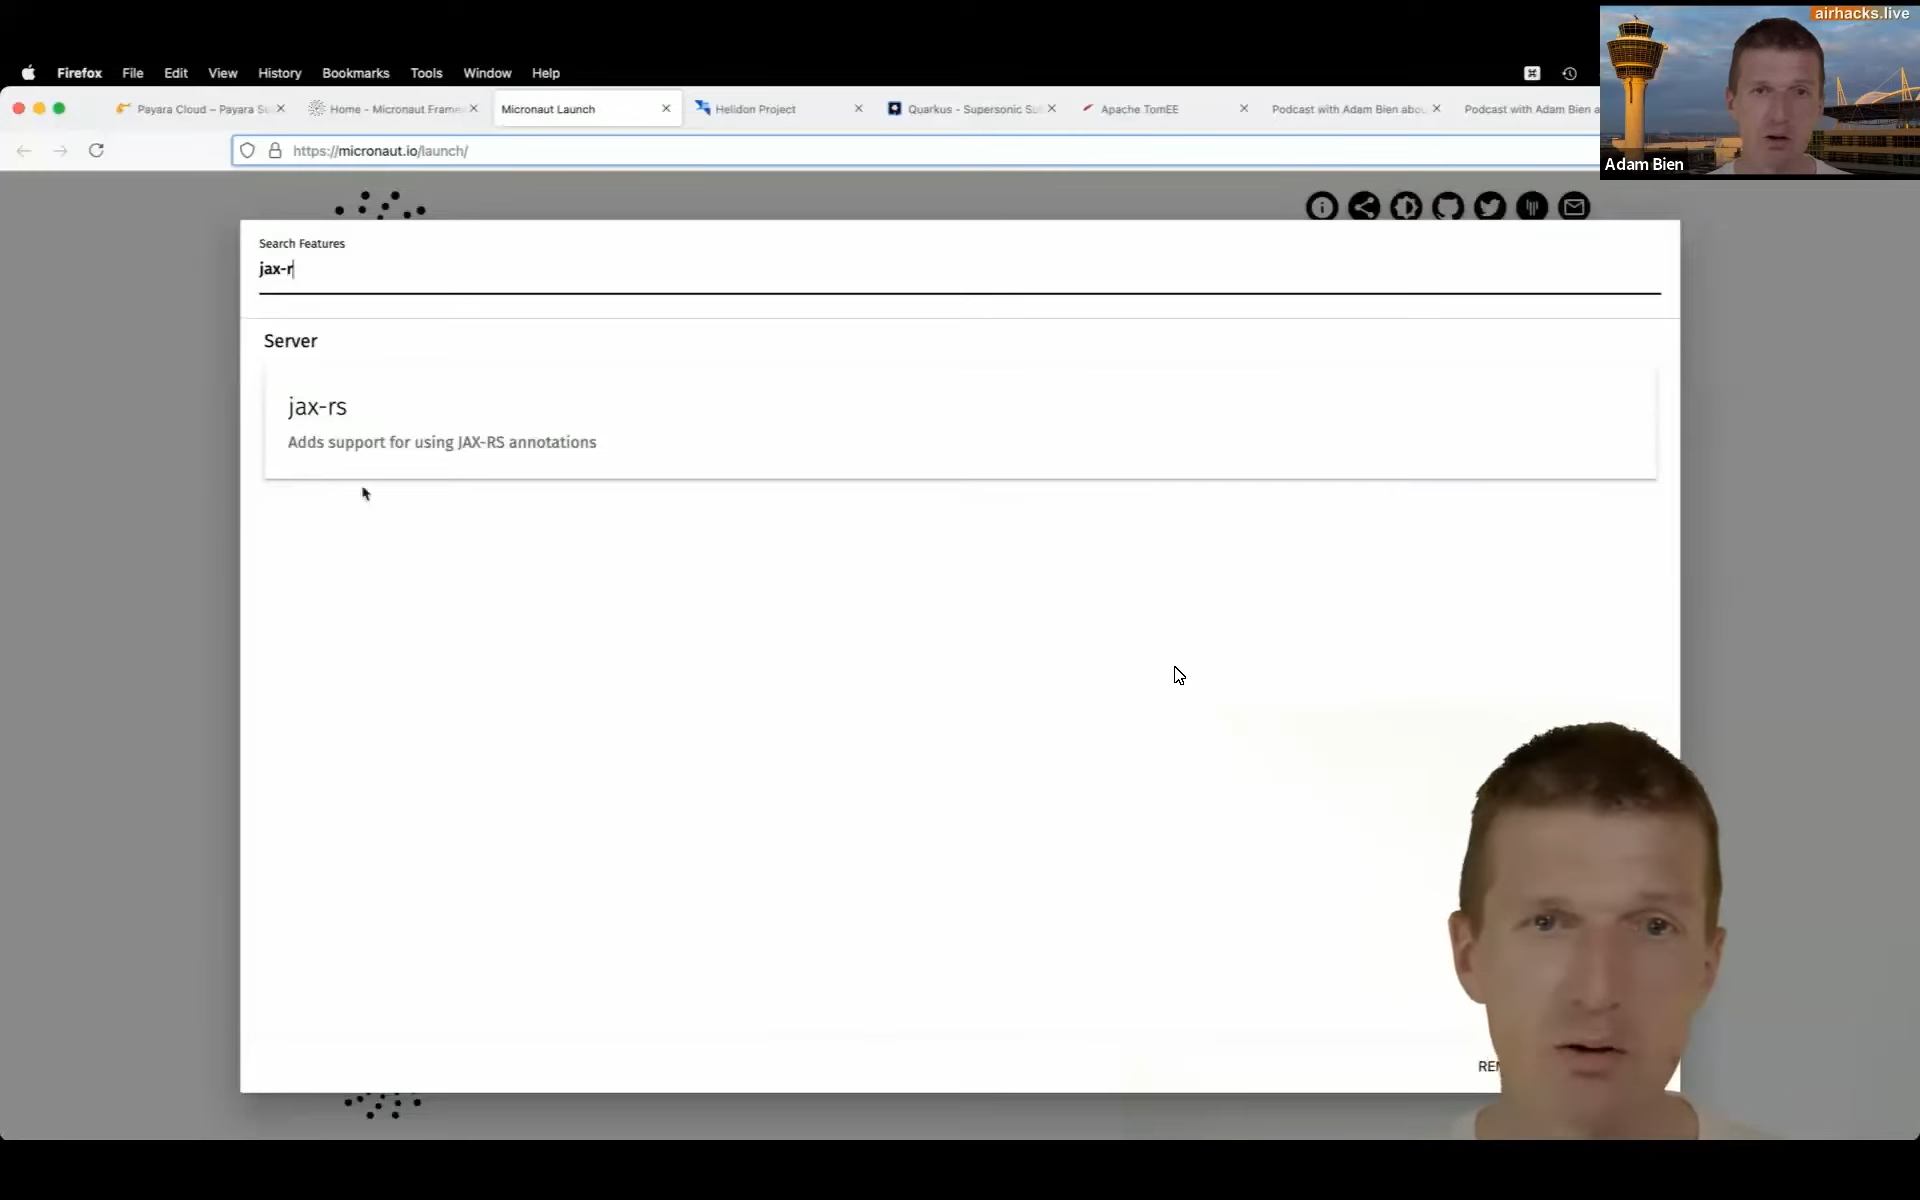 airhacks.live
Adam Bien
Firefox File Edit View History Bookmarks Tools Window Help
Payara Cloud – Payara Se
Home - Micronaut Frame
Micronaut Launch
Helidon Project
Quarkus - Supersonic Su
Apache TomEE
Podcast with Adam Bien abou
Podcast with Adam Bien a
https://micronaut.io/launch/
Search Features
jax-r
Server
jax-rs
Adds support for using JAX-RS annotations